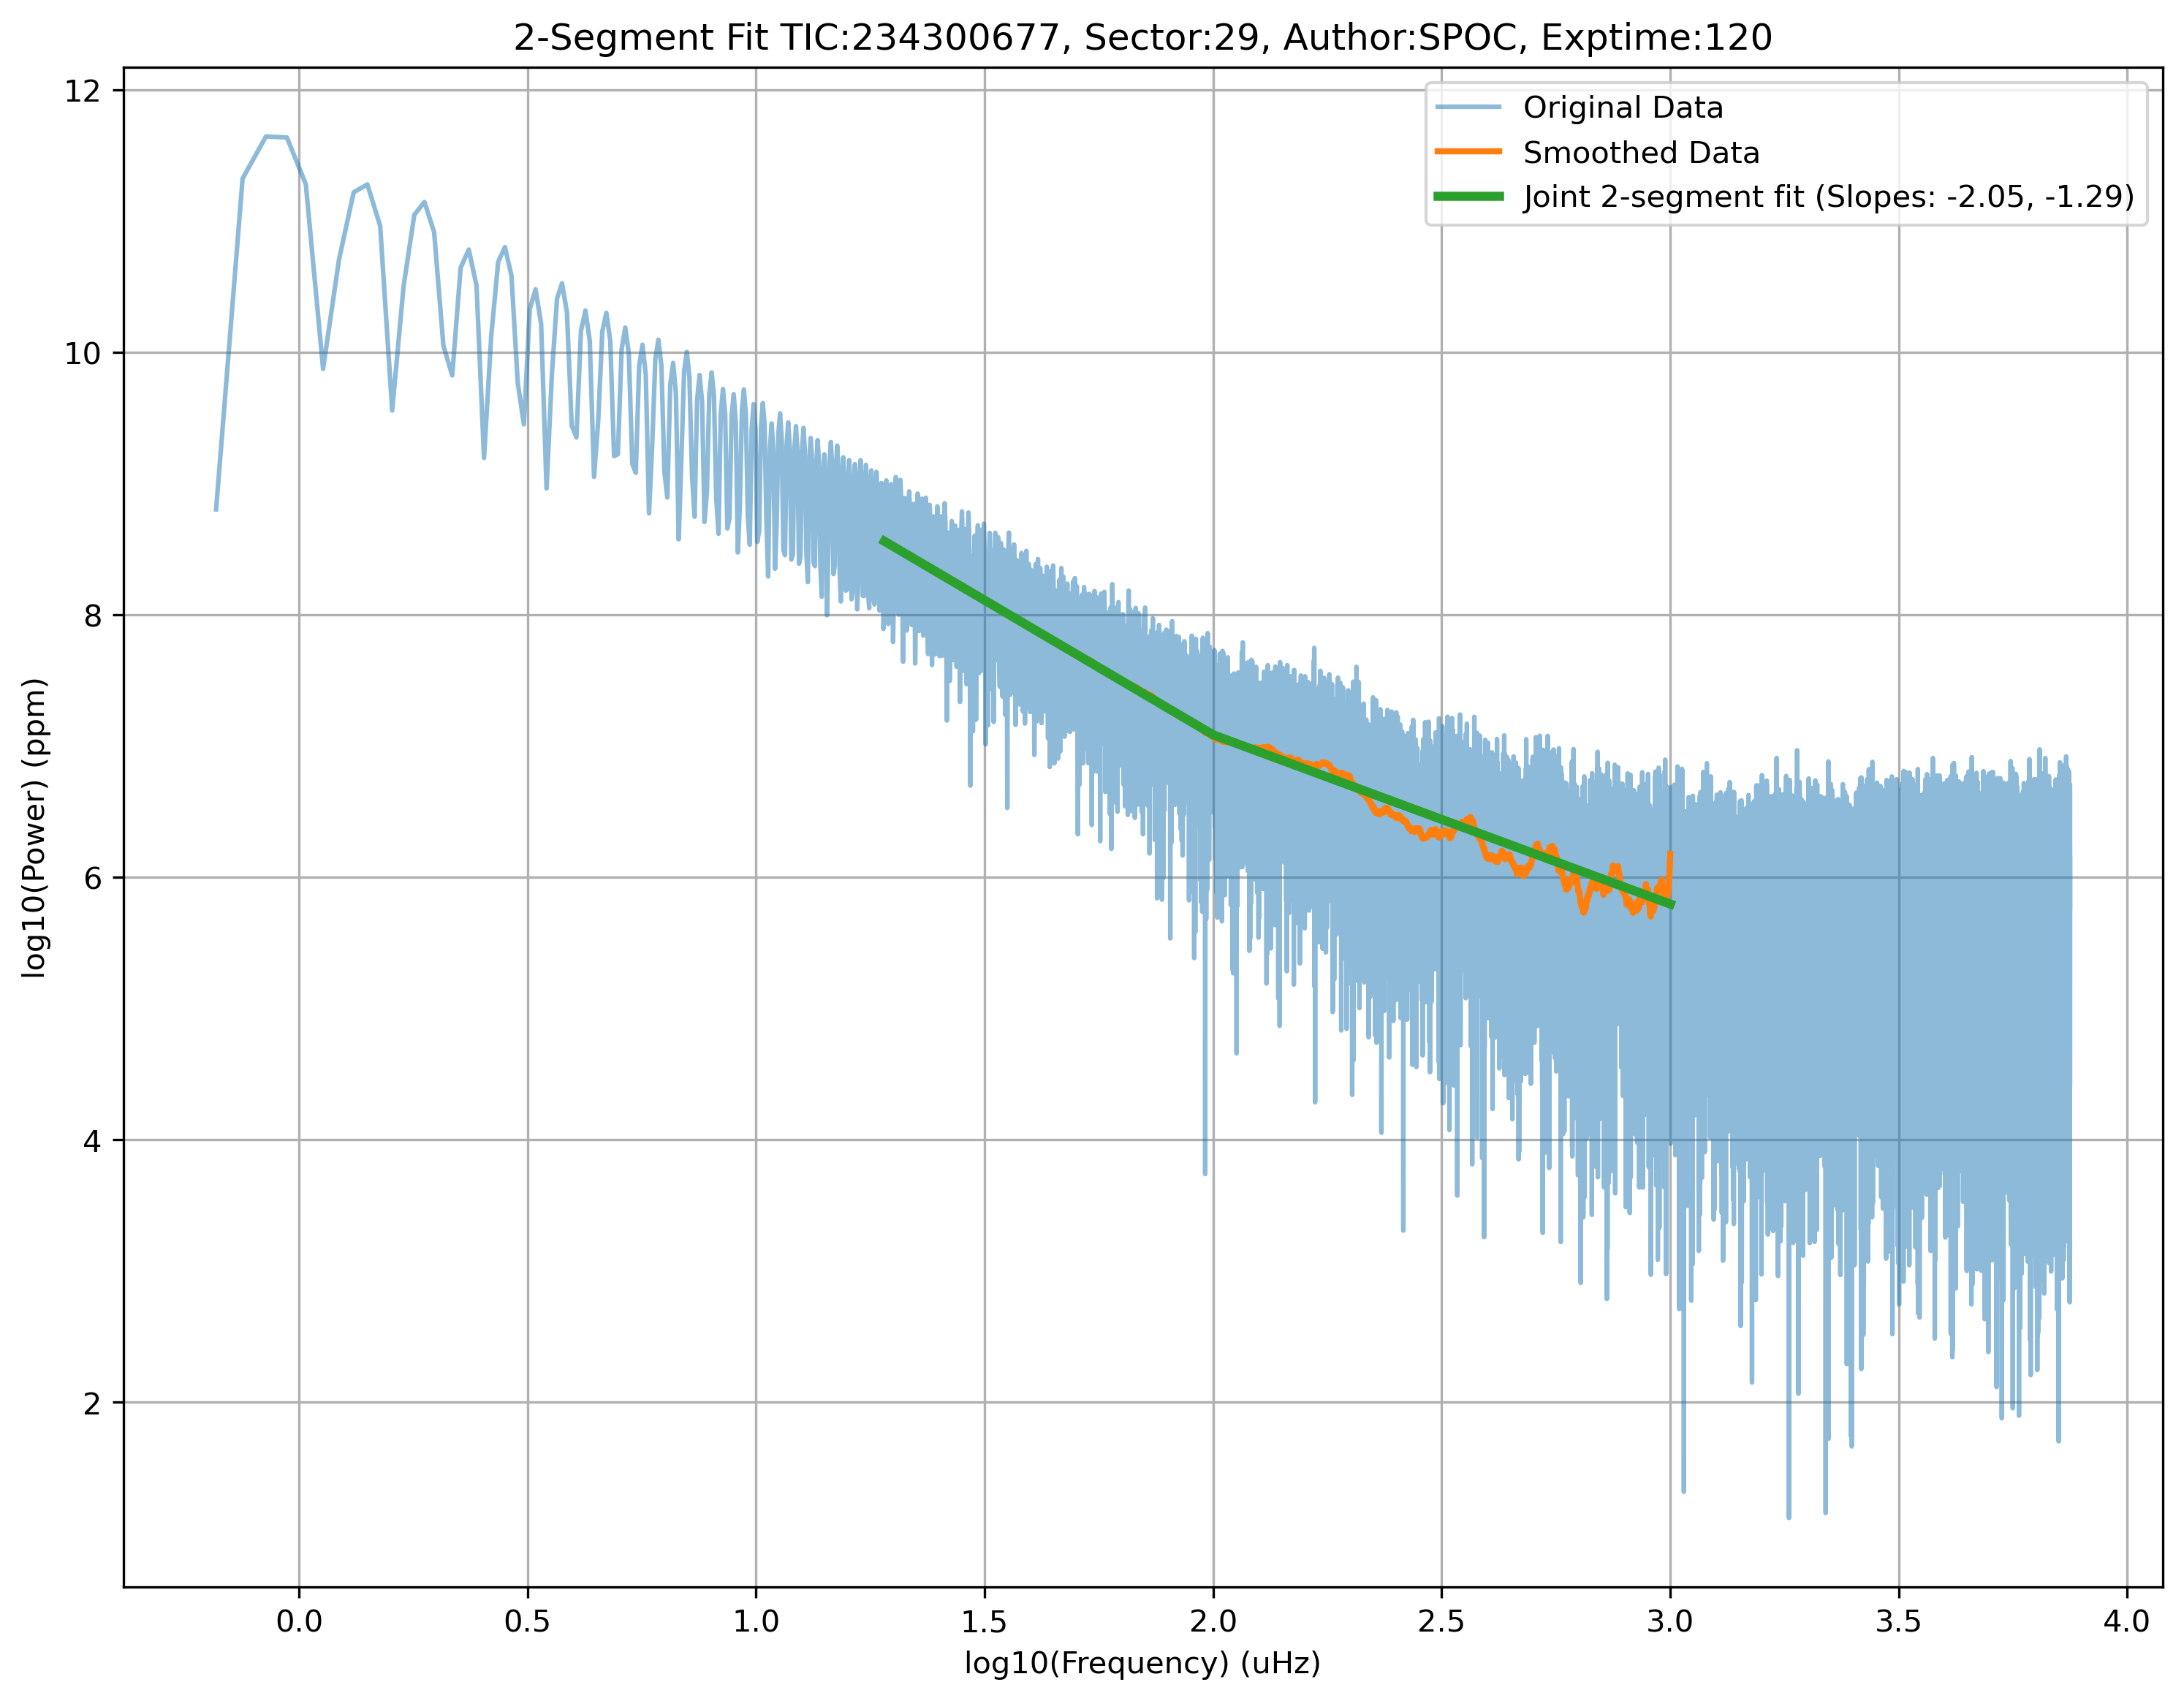 2-Segment Fit TIC:234300677, Sector:29, Author:SPOC, Exptime:120
Original Data
Smoothed Data
Joint 2-segment fit (Slopes: -2.05, -1.29)
log10(Power) (ppm)
12
10
8
6
4
2
0.0 0.5 1.0 1.5 2.0 2.5 3.0 3.5 4.0
log10(Frequency) (uHz)